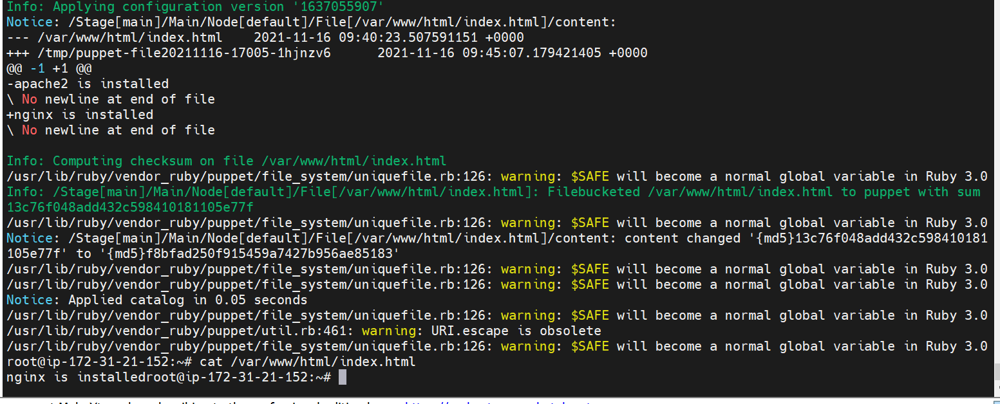 Info: Applying configuration version '1637055907'
Notice: /Stage[main]/Main/Node[default]/File[/var/www/html/index.html]/content:
--- /var/www/html/index.html    2021-11-16 09:40:23.507591151 +0000
+++ /tmp/puppet-file20211116-17005-1hjnzv6      2021-11-16 09:45:07.179421405 +0000
@@ -1 +1 @@
-apache2 is installed
\ No newline at end of file
+nginx is installed
\ No newline at end of file
Info: Computing checksum on file /var/www/html/index.html
/usr/lib/ruby/vendor_ruby/puppet/file_system/uniquefile.rb:126: warning: $SAFE will become a normal global variable in Ruby 3.0
Info: /Stage[main]/Main/Node[default]/File[/var/www/html/index.html]: Filebucketed /var/www/html/index.html to puppet with sum
13c76f048add432c598410181105e77f
/usr/lib/ruby/vendor_ruby/puppet/file_system/uniquefile.rb:126: warning: $SAFE will become a normal global variable in Ruby 3.0
Notice: /Stage[main]/Main/Node[default]/File[/var/www/html/index.html]/content: content changed '{md5}13c76f048add432c598410181
105e77f' to '{md5}f8bfad250f915459a7427b956ae85183'
/usr/lib/ruby/vendor_ruby/puppet/file_system/uniquefile.rb:126: warning: $SAFE will become a normal global variable in Ruby 3.0
/usr/lib/ruby/vendor_ruby/puppet/file_system/uniquefile.rb:126: warning: $SAFE will become a normal global variable in Ruby 3.0
Notice: Applied catalog in 0.05 seconds
/usr/lib/ruby/vendor_ruby/puppet/file_system/uniquefile.rb:126: warning: $SAFE will become a normal global variable in Ruby 3.0
/usr/lib/ruby/vendor_ruby/puppet/util.rb:461: warning: URI.escape is obsolete
/usr/lib/ruby/vendor_ruby/puppet/file_system/uniquefile.rb:126: warning: $SAFE will become a normal global variable in Ruby 3.0
root@ip-172-31-21-152:~# cat /var/www/html/index.html
nginx is installedroot@ip-172-31-21-152:~#